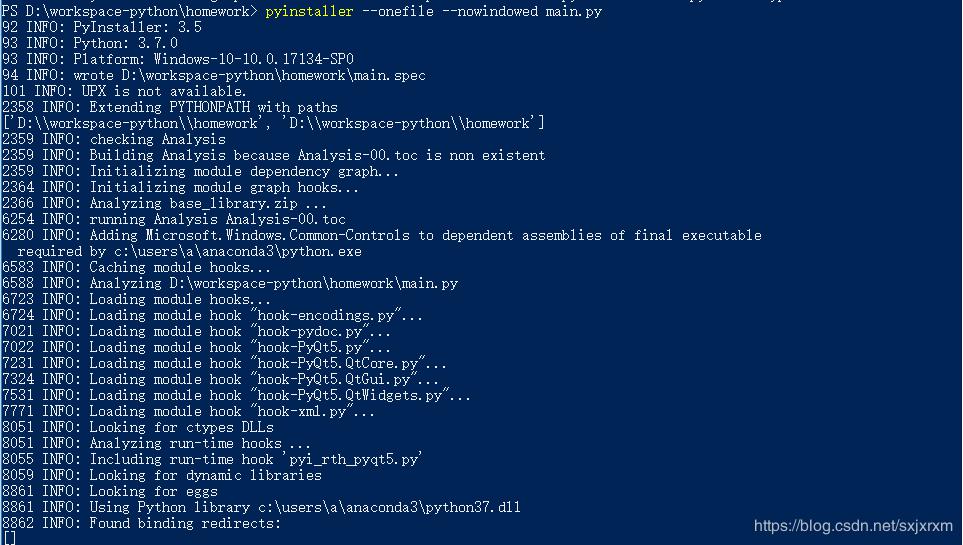 PS D:\workspace-python\homework> pyinstaller --onefile --nowindowed main.py
92 INFO: PyInstaller: 3.5
93 INFO: Python: 3.7.0
93 INFO: Platform: Windows-10-10.0.17134-SP0
94 INFO: wrote D:\workspace-python\homework\main.spec
101 INFO: UPX is not available.
2358 INFO: Extending PYTHONPATH with paths
['D:\\workspace-python\\homework', 'D:\\workspace-python\\homework']
2359 INFO: checking Analysis
2359 INFO: Building Analysis because Analysis-00.toc is non existent
2359 INFO: Initializing module dependency graph...
2364 INFO: Initializing module graph hooks...
2366 INFO: Analyzing base_library.zip ...
6254 INFO: running Analysis Analysis-00.toc
6280 INFO: Adding Microsoft.Windows.Common-Controls to dependent assemblies of final executable
required by c:\users\a\anaconda3\python.exe
6583 INFO: Caching module hooks...
6588 INFO: Analyzing D:\workspace-python\homework\main.py
6723 INFO: Loading module hooks...
6724 INFO: Loading module hook "hook-encodings.py"...
7021 INFO: Loading module hook "hook-pydoc.py"...
7022 INFO: Loading module hook "hook-PyQt5.py"...
7231 INFO: Loading module hook "hook-PyQt5.QtCore.py"...
7324 INFO: Loading module hook "hook-PyQt5.QtGui.py"...
7531 INFO: Loading module hook "hook-PyQt5.QtWidgets.py"...
7771 INFO: Loading module hook "hook-xml.py"...
8051 INFO: Looking for ctypes DLLs
8051 INFO: Analyzing run-time hooks ...
8055 INFO: Including run-time hook 'pyi_rth_pyqt5.py'
8059 INFO: Looking for dynamic libraries
8861 INFO: Looking for eggs
8861 INFO: Using Python library c:\users\a\anaconda3\python37.dll
8862 INFO: Found binding redirects:
[]
https://blog.csdn.net/sxjxrxm